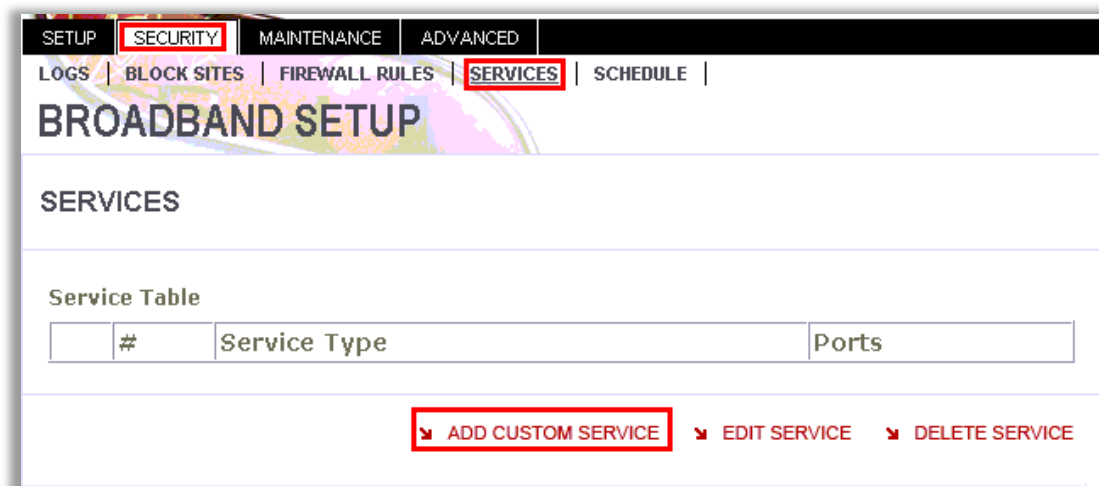 SETUP SECURITY MAINTENANCE ADVANCED
LOGS | BLOCK SITES | FIREWALL RULES | SERVICES | SCHEDULE |
BROADBAND SETUP
SERVICES
Service Table
# Service Type Ports
ADD CUSTOM SERVICE EDIT SERVICE DELETE SERVICE